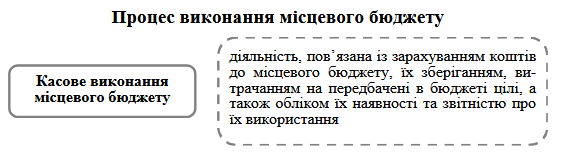 Процес виконання місцевого бюджету
Касове виконання
місцевого бюджету
діяльність, пов’язана із зарахуванням коштів
до місцевого бюджету, їх зберіганням, ви-
трачанням на передбачені в бюджеті цілі, а
також обліком їх наявності та звітністю про
їх використання